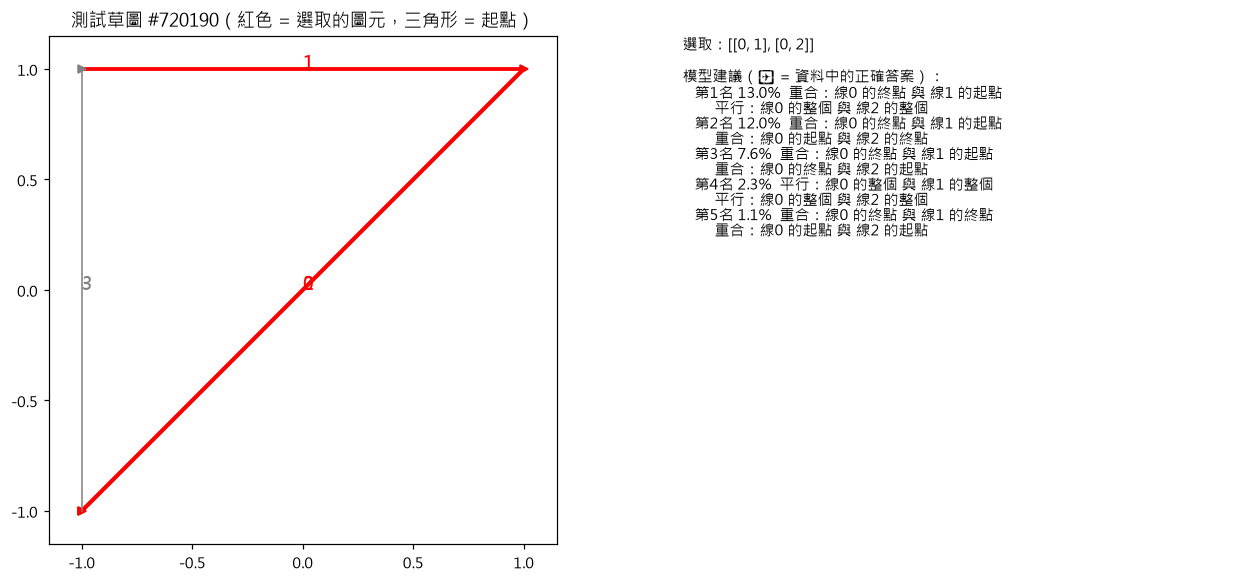 測試草圖 #720190（紅色 = 選取的圖元，三角形 = 起點）
1
3
1.0
0.5
0.0
-0.5
-1.0
-1.0
-0.5
0.0
0.5
1.0
選取：[[0, 1], [0, 2]]
模型建議（ = 資料中的正確答案）：
第1名 13.0% 重合：線0 的終點 與 線1 的起點
平行：線0 的整個 與 線2 的整個
第2名 12.0% 重合：線0 的終點 與 線1 的起點
重合：線0 的起點 與 線2 的終點
第3名 7.6% 重合：線0 的終點 與 線1 的起點
重合：線0 的終點 與 線2 的起點
第4名 2.3% 平行：線0 的整個 與 線1 的整個
平行：線0 的整個 與 線2 的整個
第5名 1.1% 重合：線0 的終點 與 線1 的終點
重合：線0 的起點 與 線2 的起點